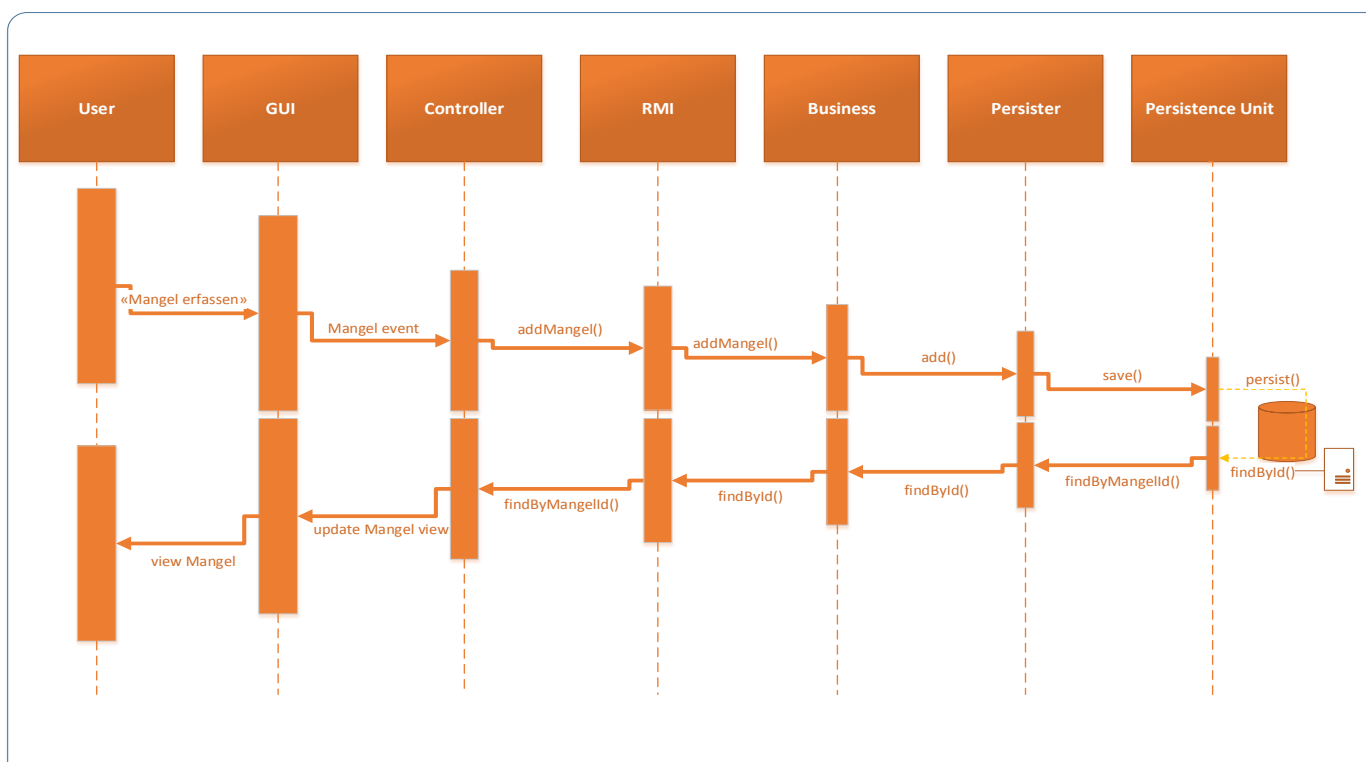 User
GUI
Controller
RMI
Business
Persister
Persistence Unit
«Mangel erfassen»
Mangel event
addMangel()
addMangel()
add()
save()
persist()
findById()
findByMangelId()
findById()
findById()
findByMangelId()
update Mangel view
view Mangel